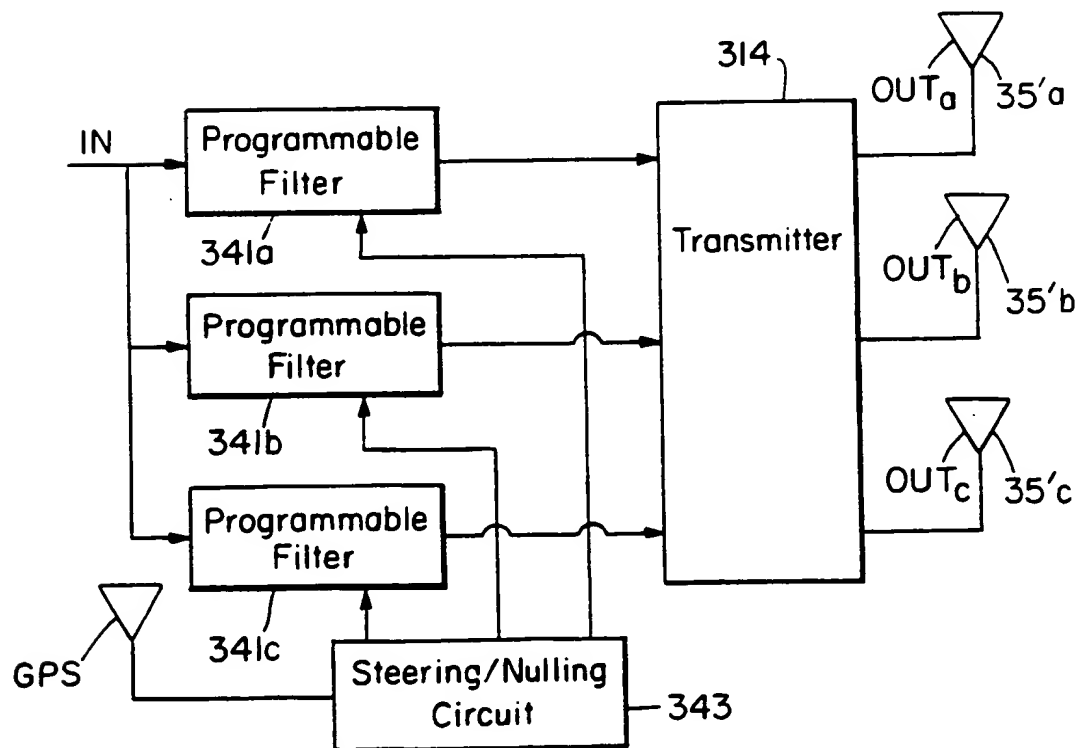 314
OUTa
35'a
IN
Programmable
Filter
341a
Transmitter
OUTb
35'b
Programmable
Filter
341b
OUTc
35'c
Programmable
Filter
341c
GPS
Steering/Nulling
Circuit
343